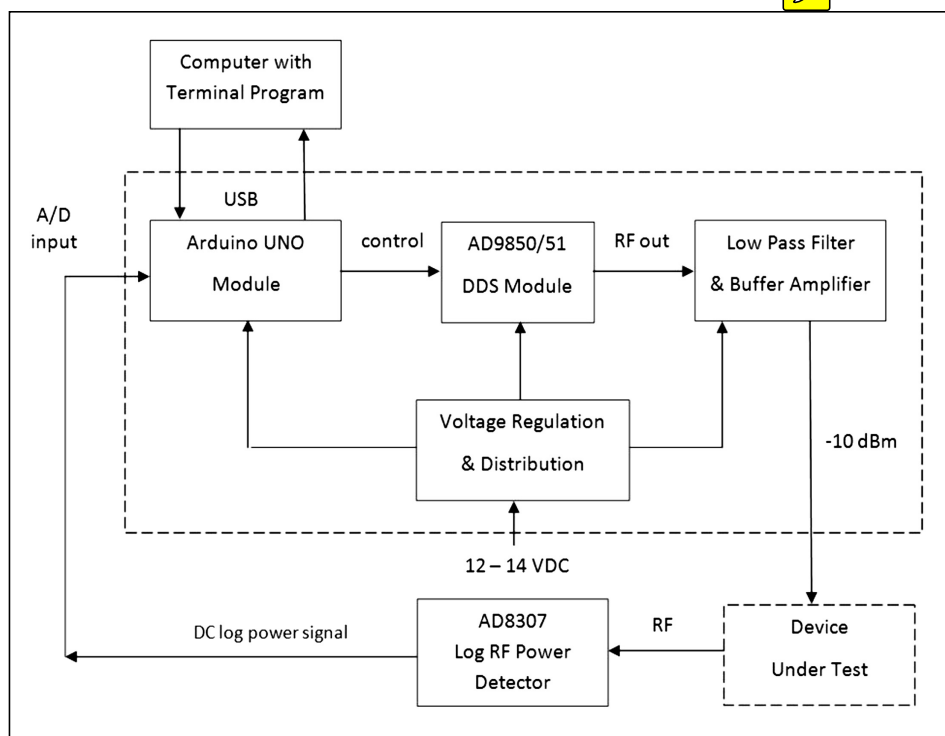 Computer with
Terminal Program
USB
A/D
input
Arduino UNO
Module
control
AD9850/51
DDS Module
RF out
Low Pass Filter
& Buffer Amplifier
Voltage Regulation
& Distribution
-10 dBm
12 – 14 VDC
DC log power signal
AD8307
Log RF Power
Detector
RF
Device
Under Test